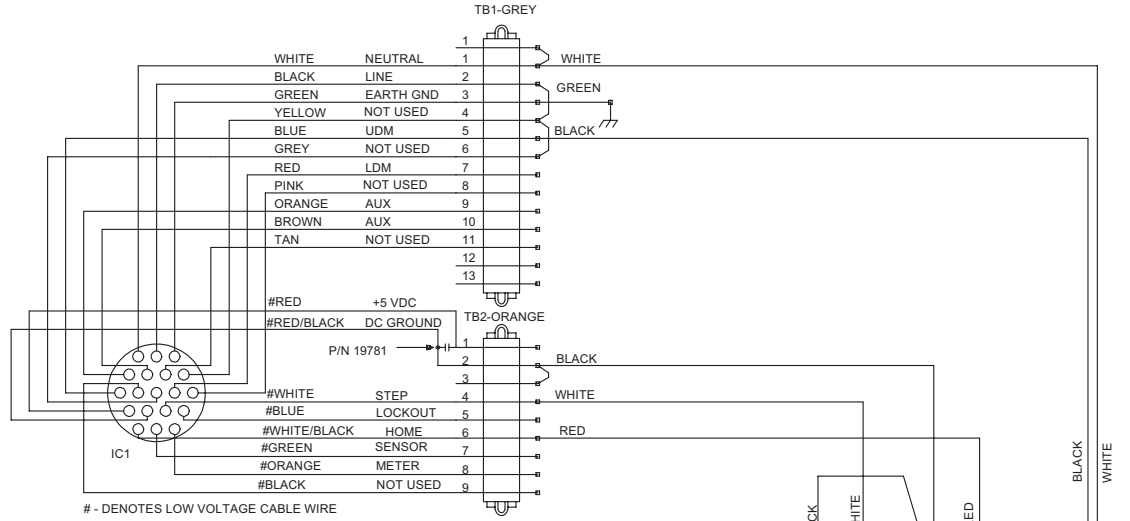 TB1-GREY
1
WHITE NEUTRAL 1 WHITE
BLACK LINE 2
GREEN EARTH GND 3 GREEN
YELLOW NOT USED 4
BLUE UDM 5 BLACK
GREY NOT USED 6
RED LDM 7
PINK NOT USED 8
ORANGE AUX 9
BROWN AUX 10
TAN NOT USED 11
12
13
#RED +5 VDC
TB2-ORANGE
#RED/BLACK DC GROUND
P/N 19781 1
2 BLACK
3
#WHITE STEP 4 WHITE
#BLUE LOCKOUT 5
#WHITE/BLACK HOME 6 RED
#GREEN SENSOR 7
#ORANGE METER 8
#BLACK NOT USED 9
IC1
# - DENOTES LOW VOLTAGE CABLE WIRE
BLACK
WHITE